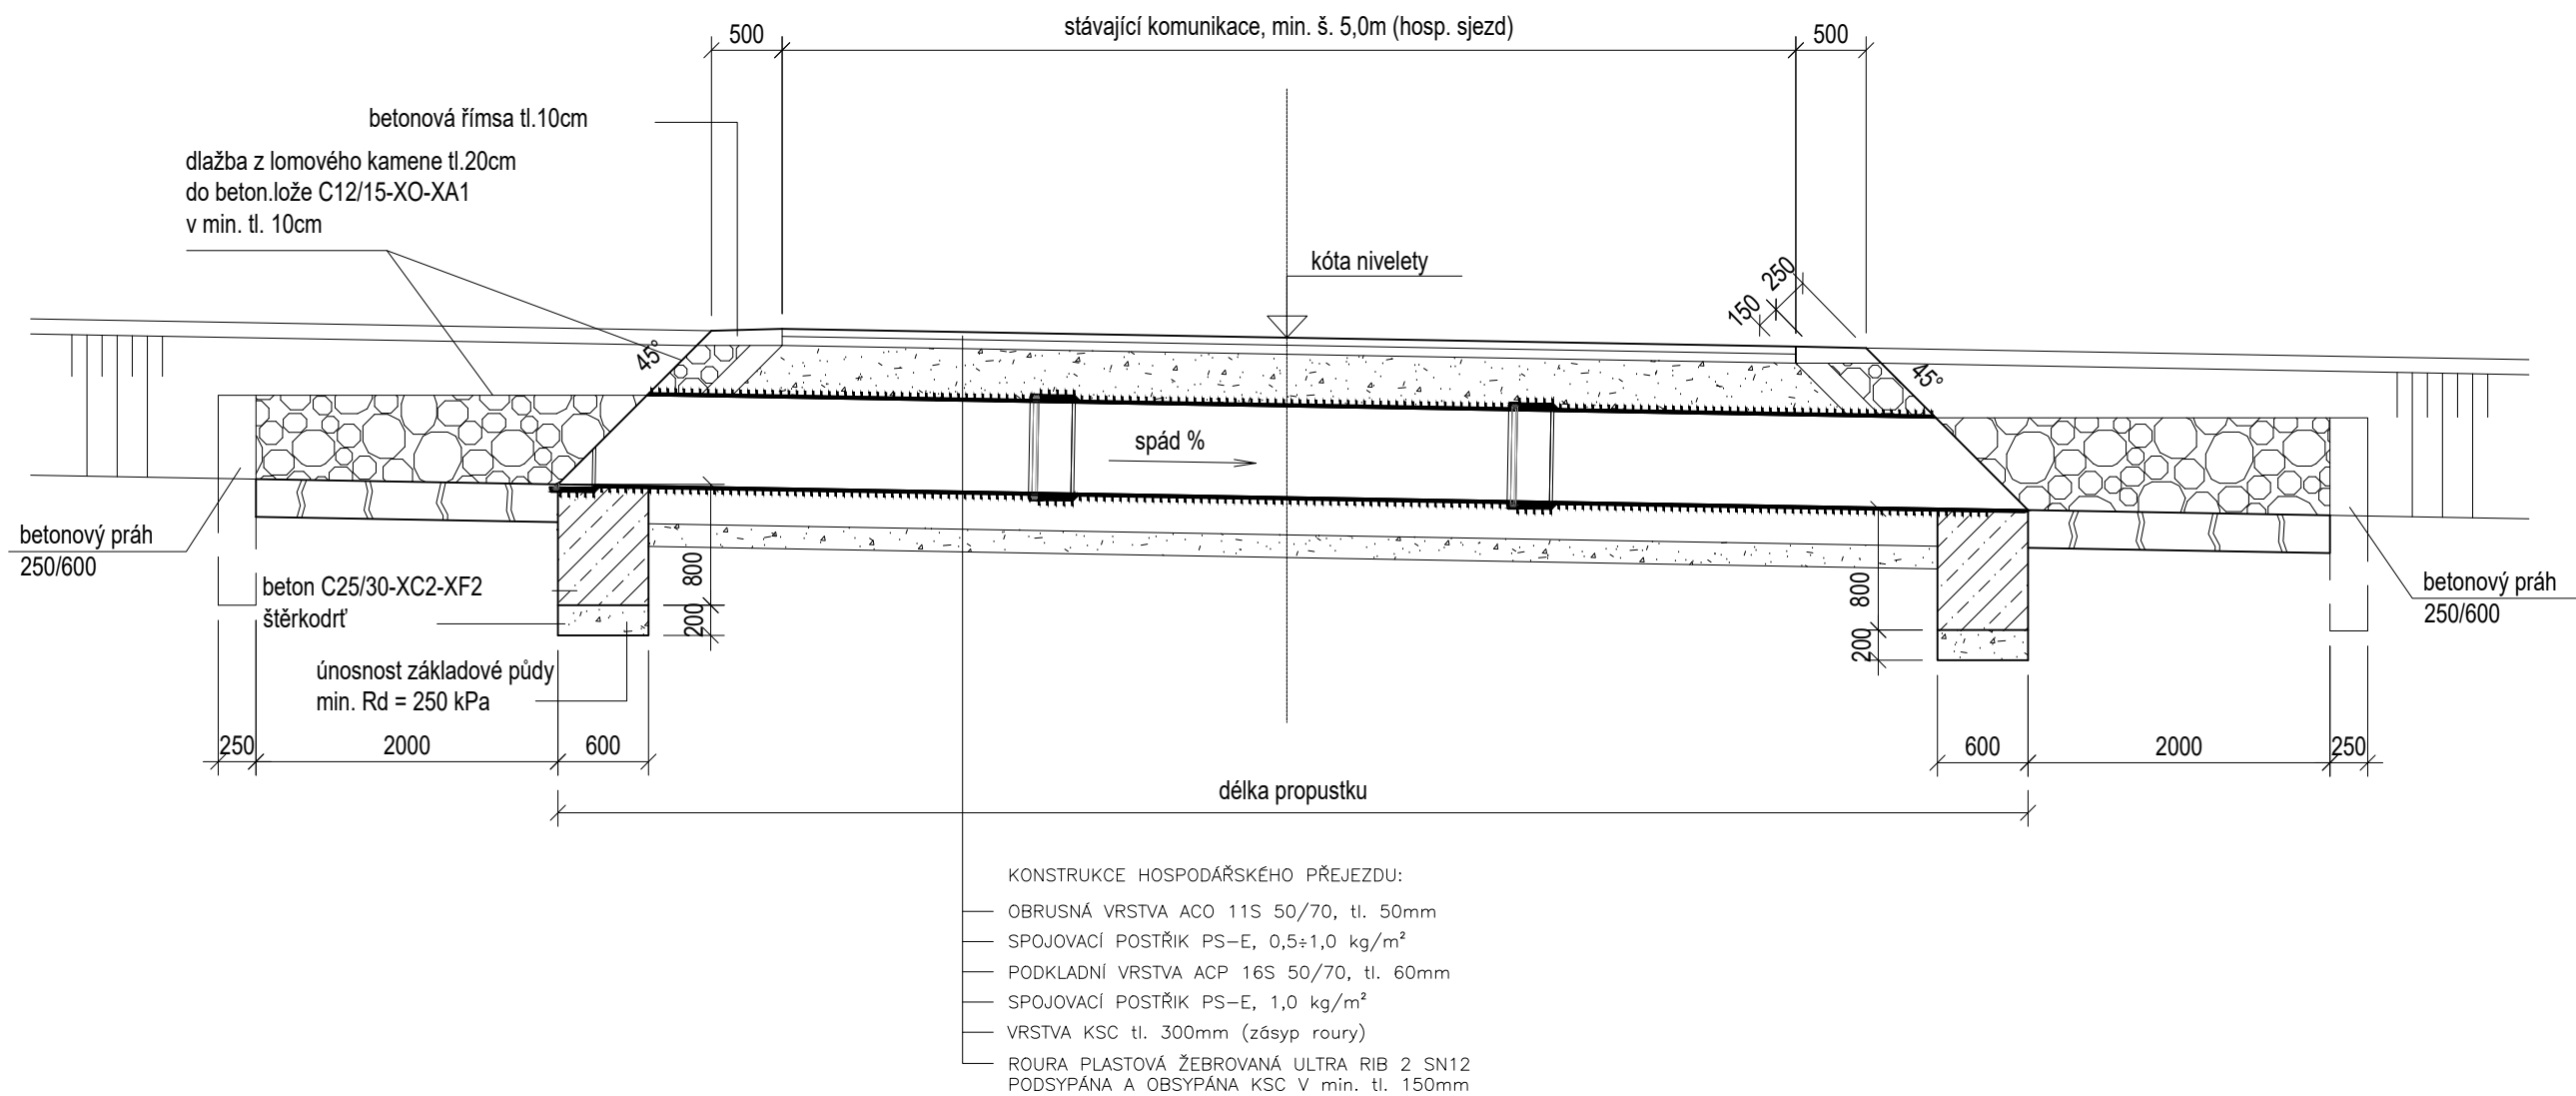 500
stávající komunikace, min. š. 5,0m (hosp. sjezd)
500
betonová římsa tl.10cm
dlažba z lomového kamene tl.20cm
do beton.lože C12/15-XO-XA1
v min. tl. 10cm
kóta nivelety
250
150
45°
45°
spád %
betonový práh
250/600
beton C25/30-XC2-XF2
štěrkodrť
800
200
800
200
betonový práh
250/600
únosnost základové půdy
min. Rd = 250 kPa
250
2000
600
600
2000
250
délka propustku
KONSTRUKCE HOSPODÁŘSKÉHO PŘEJEZDU:
OBRUSNÁ VRSTVA ACO 11S 50/70, tl. 50mm
SPOJOVACÍ POSTŘIK PS-E, 0,5÷1,0 kg/m²
PODKLADNÍ VRSTVA ACP 16S 50/70, tl. 60mm
SPOJOVACÍ POSTŘIK PS-E, 1,0 kg/m²
VRSTVA KSC tl. 300mm (zásyp roury)
ROURA PLASTOVÁ ŽEBROVANÁ ULTRA RIB 2 SN12
PODSYPÁNA A OBSYPÁNA KSC V min. tl. 150mm